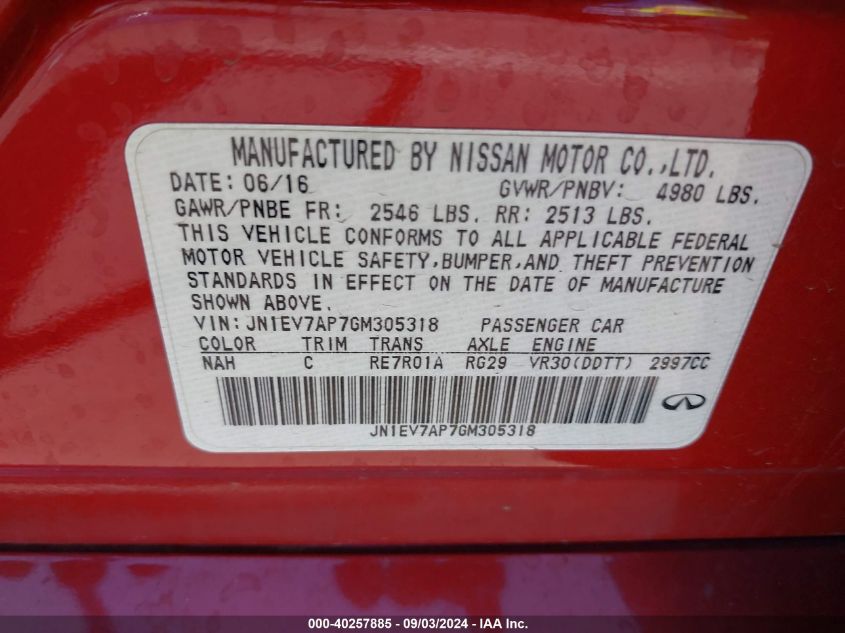 MANUFACTURED BY NISSAN MOTOR CO.,LTD.
DATE: 06/16 GVWR/PNBV: 4980 LBS.
GAWR/PNBE FR: 2546 LBS. RR: 2513 LBS.
THIS VEHICLE CONFORMS TO ALL APPLICABLE FEDERAL
MOTOR VEHICLE SAFETY,BUMPER,AND THEFT PREVENTION
STANDARDS IN EFFECT ON THE DATE OF MANUFACTURE
SHOWN ABOVE.
VIN:JN1EV7AP7GM305318 PASSENGER CAR
COLOR TRIM TRANS AXLE ENGINE
NAH C RE7R01A RG29 VR30(DDTT) 2997CC
JN1EV7AP7GM305318
000-40257885 - 09/03/2024 - IAA Inc.